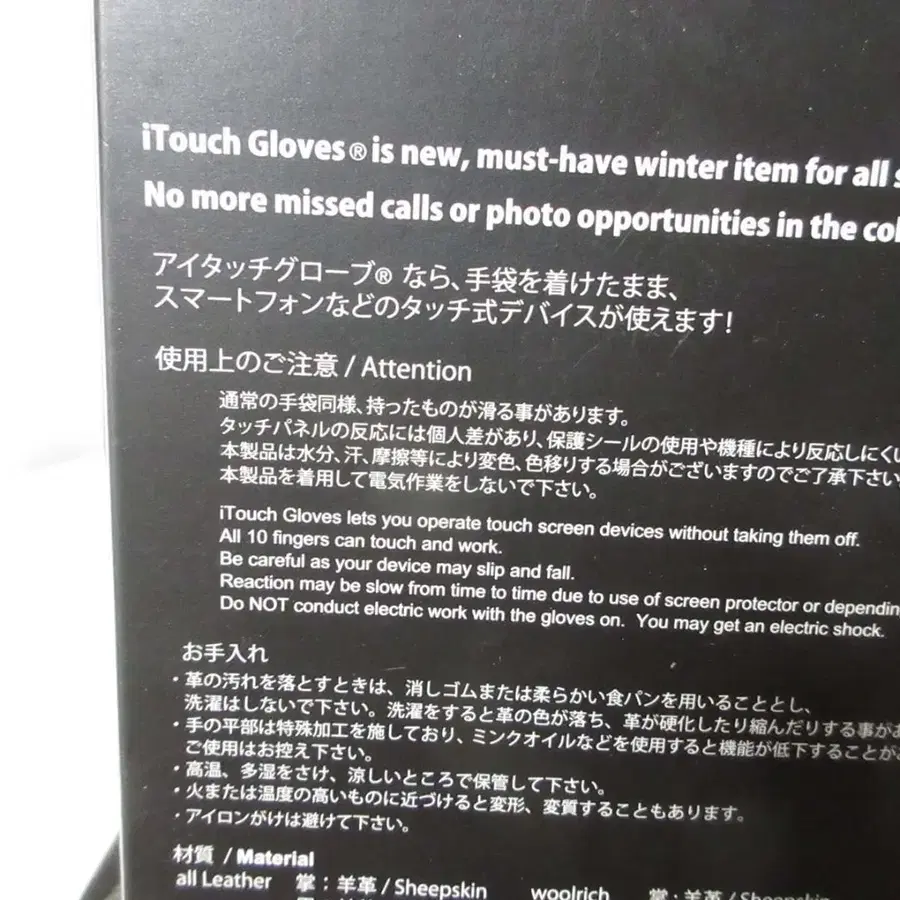 iTouch Gloves® is new, must-have winter item for all
No more missed calls or photo opportunities in the
アイタッチグローブ® なら、手袋を着けたまま、
スマートフォンなどのタッチ式デバイスが使えます!
使用上のご注意 / Attention
通常の手袋同様、持ったものが滑る事があります。
タッチパネルの反応には個人差があり、保護シールの使用や機種により反応しにくい
本製品は水分、汗、摩擦等により変色、色移りする場合がございますのでご了承下さい
本製品を着用して電気作業をしないで下さい。
iTouch Gloves lets you operate touch screen devices without taking them off.
All 10 fingers can touch and work.
Be careful as your device may slip and fall.
Reaction may be slow from time to time due to use of screen protector or
Do NOT conduct electric work with the gloves on. You may get an electric shock.
お手入れ
・革の汚れを落とすときは、消しゴムまたは柔らかい食パンを用いることとし、
洗濯はしないで下さい。洗濯をすると革の色が落ち、革が硬化したり縮んだりする事が
・手の平部は特殊加工を施しており、ミンクオイルなどを使用すると機能が低下することが
ご使用はお控え下さい。
・高温、多湿をさけ、涼しいところで保管して下さい。
・火または温度の高いものに近づけると変形、変質することもあります。
・アイロンがけは避けて下さい。
材質 / Material
all Leather 掌：羊革 / Sheepskin woolrich 掌：羊革 / Sheepskin